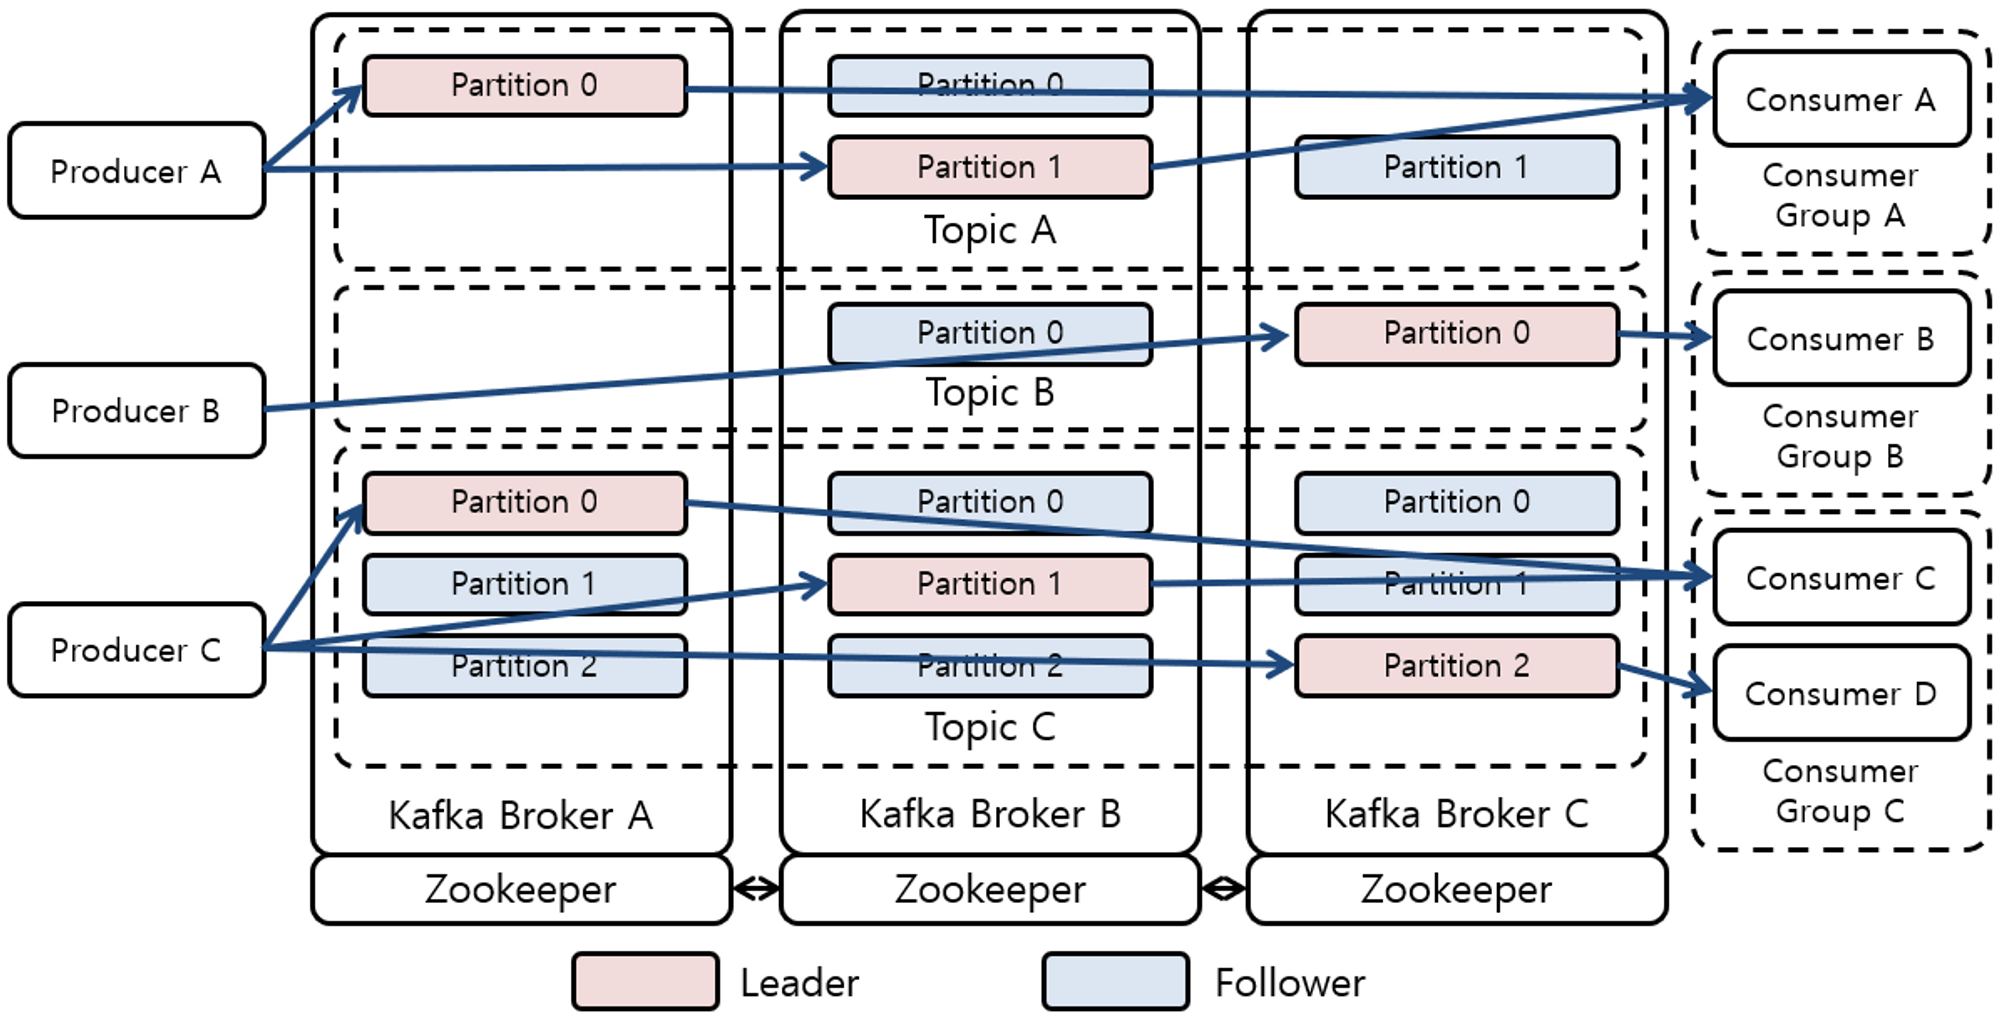 Partition 0
Partition 0
Consumer A
Producer A
Partition 1
Partition 1
Consumer
Group A
Topic A
Partition 0
Partition 0
Consumer B
Producer B
Topic B
Consumer
Group B
Partition 0
Partition 0
Partition 0
Partition 1
Partition 1
Partition 1
Consumer C
Producer C
Partition 2
Partition 2
Partition 2
Consumer D
Topic C
Consumer
Group C
Kafka Broker A
Kafka Broker B
Kafka Broker C
Zookeeper
Zookeeper
Zookeeper
Leader
Follower